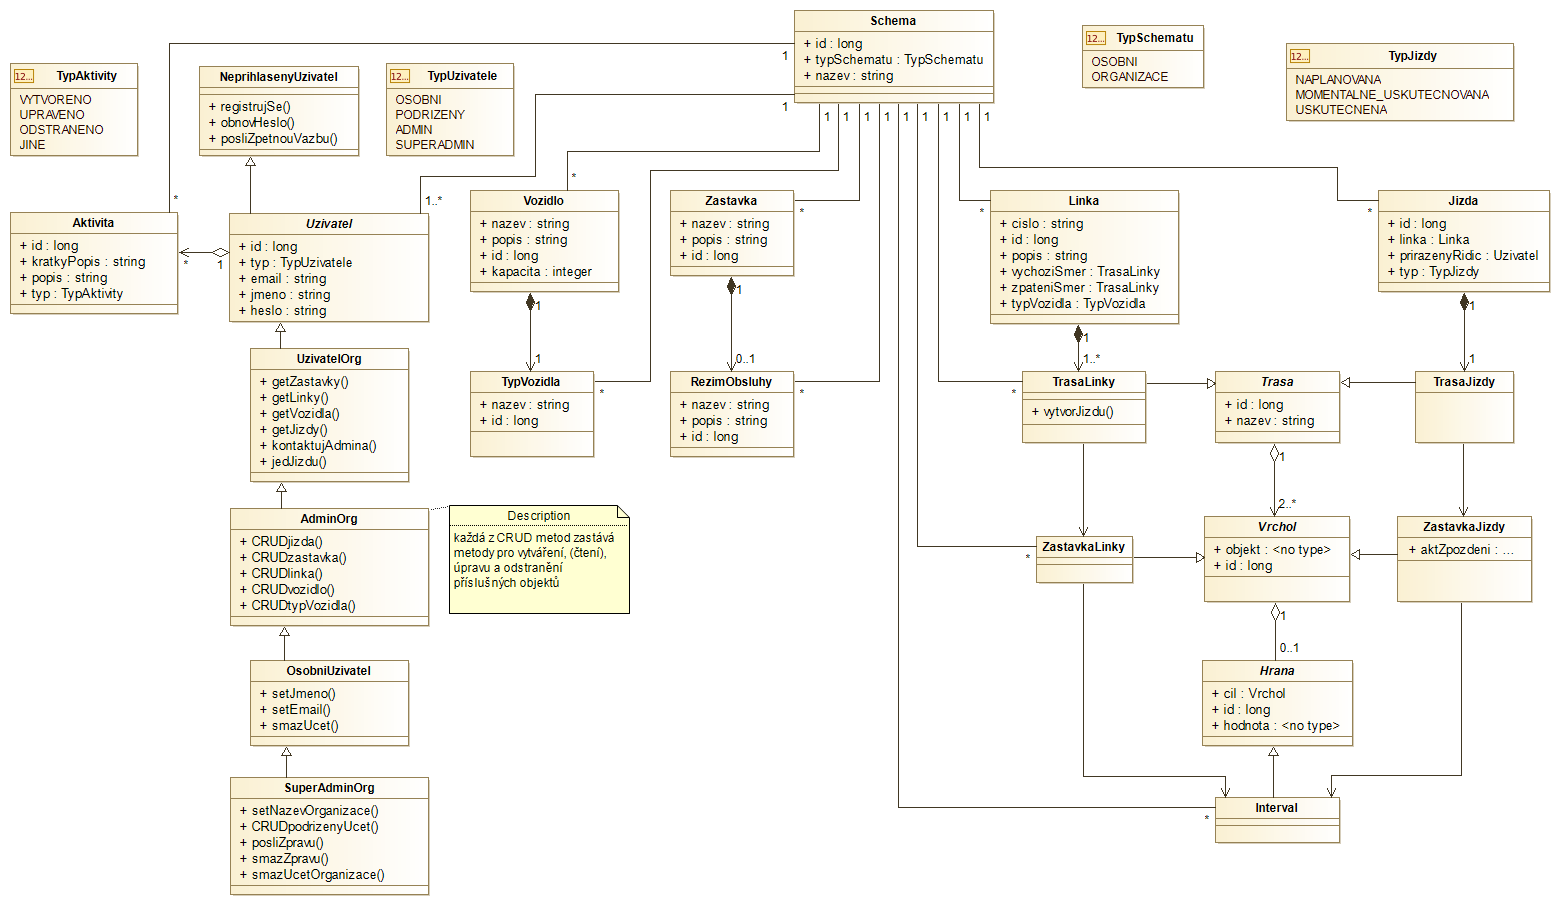 Schema
+ id : long
+ typSchematu : TypSchematu
+ nazev : string
12... TypSchematu
OSOBNI
ORGANIZACE
12... TypJizdy
NAPLANOVANA
MOMENTALNE_USKUTECNOVANA
USKUTECNENA
12... TypAktivity
VYTVORENO
UPRAVENO
ODSTRANENO
JINE
NeprihlasenyUzivatel
+ registrujSe()
+ obnovHeslo()
+ posliZpetnouVazbu()
12... TypUzivatele
OSOBNI
PODRIZENY
ADMIN
SUPERADMIN
1
1
1
1
1
1
1
1
1
1
1
*
1..*
*
*
*
*
Aktivita
+ id : long
+ kratkyPopis : string
+ popis : string
+ typ : TypAktivity
*
1
Uzivatel
+ id : long
+ typ : TypUzivatele
+ email : string
+ jmeno : string
+ heslo : string
Vozidlo
+ nazev : string
+ popis : string
+ id : long
+ kapacita : integer
Zastavka
+ nazev : string
+ popis : string
+ id : long
Linka
+ cislo : string
+ id : long
+ popis : string
+ vychoziSmer : TrasaLinky
+ zpateniSmer : TrasaLinky
+ typVozidla : TypVozidla
Jizda
+ id : long
+ linka : Linka
+ prirazenyRidic : Uzivatel
+ typ : TypJizdy
1
1
1
0..1
1
1..*
1
1
UzivatelOrg
+ getZastavky()
+ getLinky()
+ getVozidla()
+ getJizdy()
+ kontaktujAdmina()
+ jedJizdu()
TypVozidla
+ nazev : string
+ id : long
*
RezimObsluhy
+ nazev : string
+ popis : string
+ id : long
*
*
TrasaLinky
+ vytvorJizdu()
Trasa
+ id : long
+ nazev : string
TrasaJizdy
1
2..*
AdminOrg
+ CRUDjizda()
+ CRUDzastavka()
+ CRUDlinka()
+ CRUDvozidlo()
+ CRUDtypVozidla()
Description
každá z CRUD metod zastává
metody pro vytváření, (čtení),
úpravu a odstranění
příslušných objektů
*
ZastavkaLinky
Vrchol
+ objekt : <no type>
+ id : long
ZastavkaJizdy
+ aktZpozdeni : ...
1
0..1
OsobniUzivatel
+ setJmeno()
+ setEmail()
+ smazUcet()
Hrana
+ cil : Vrchol
+ id : long
+ hodnota : <no type>
SuperAdminOrg
+ setNazevOrganizace()
+ CRUDpodrizenyUcet()
+ posliZpravu()
+ smazZpravu()
+ smazUcetOrganizace()
*
Interval